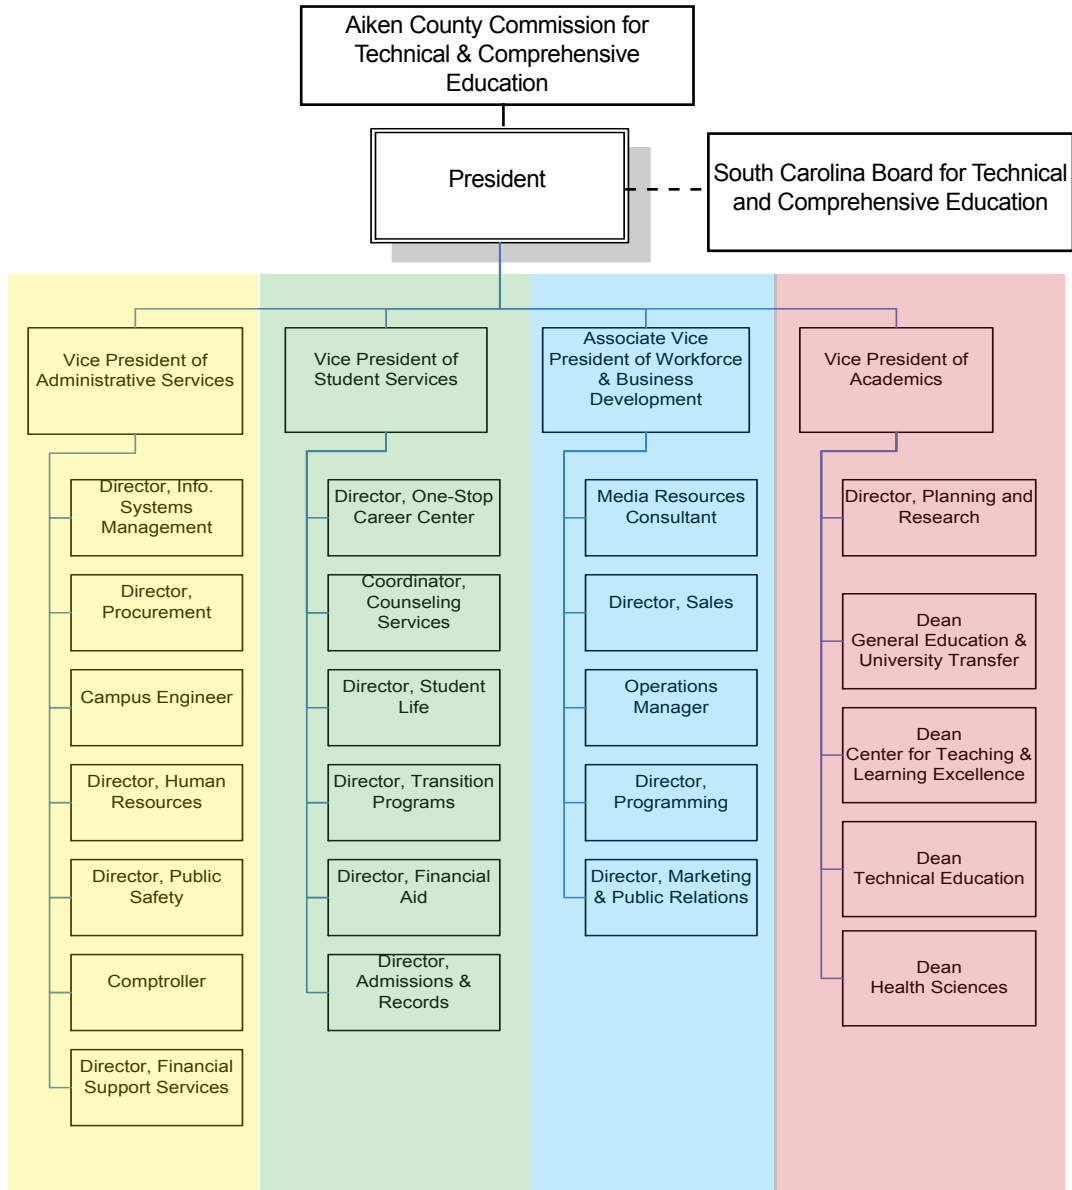 Aiken County Commission for
Technical & Comprehensive
Education
President
South Carolina Board for Technical
and Comprehensive Education
Vice President of
Administrative Services
Director, Info.
Systems
Management
Director,
Procurement
Campus Engineer
Director, Human
Resources
Director, Public
Safety
Comptroller
Director, Financial
Support Services
Vice President of
Student Services
Director, One-Stop
Career Center
Coordinator,
Counseling
Services
Director, Student
Life
Director, Transition
Programs
Director, Financial
Aid
Director,
Admissions &
Records
Associate Vice
President of Workforce
& Business
Development
Media Resources
Consultant
Director, Sales
Operations
Manager
Director,
Programming
Director, Marketing
& Public Relations
Vice President of
Academics
Director, Planning and
Research
Dean
General Education &
University Transfer
Dean
Center for Teaching &
Learning Excellence
Dean
Technical Education
Dean
Health Sciences